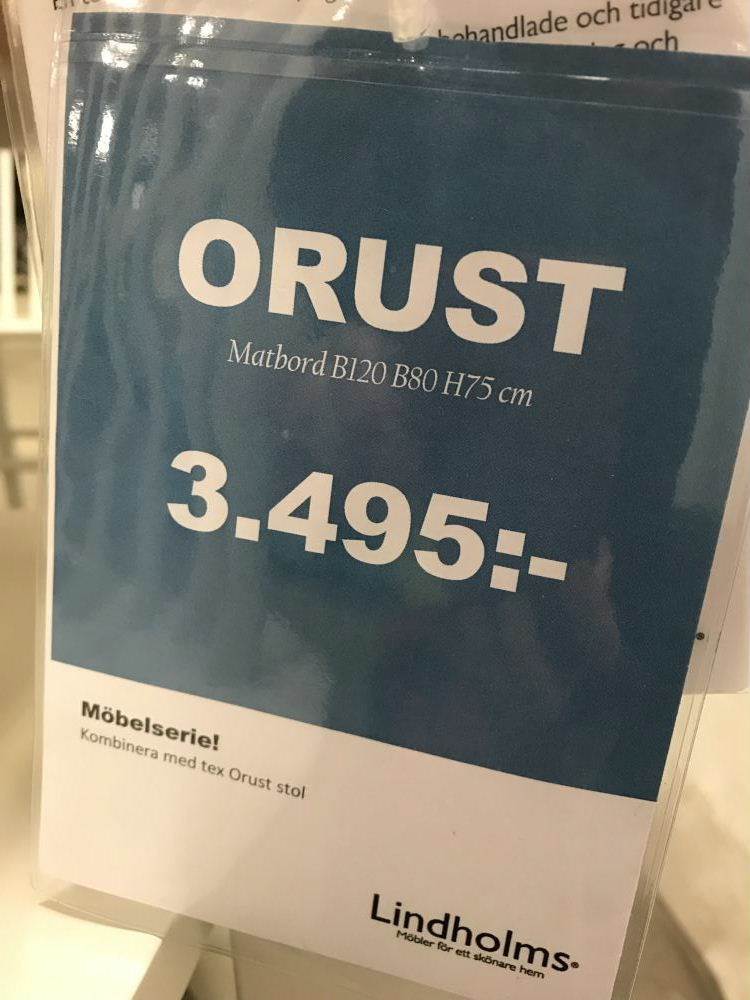 behandlade och tidigare
och
ORUST
Matbord B120 B80 H75 cm
3.495:-
Möbelserie!
Kombinera med tex Orust stol
Lindholms®
Möbler för ett skönare hem